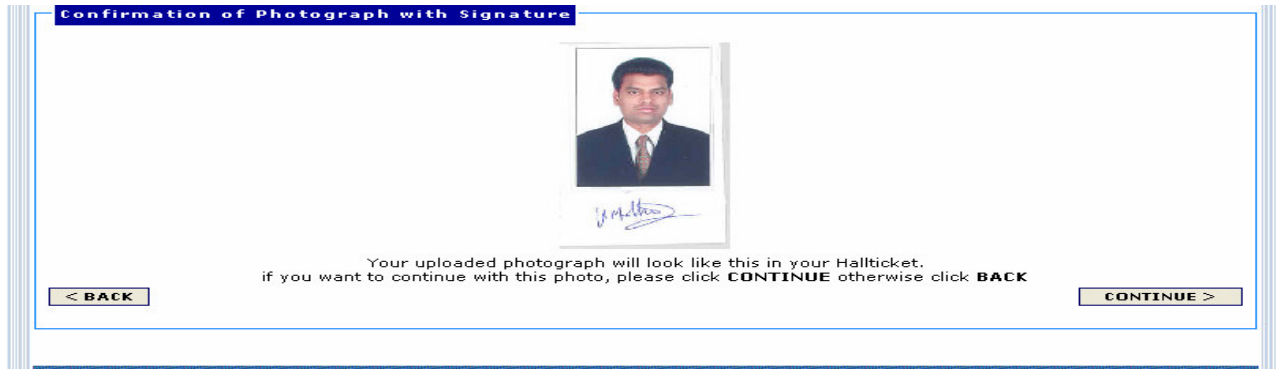 Confirmation of Photograph with Signature
Your uploaded photograph will look like this in your Hallticket.
if you want to continue with this photo, please click CONTINUE otherwise click BACK
< BACK
CONTINUE >